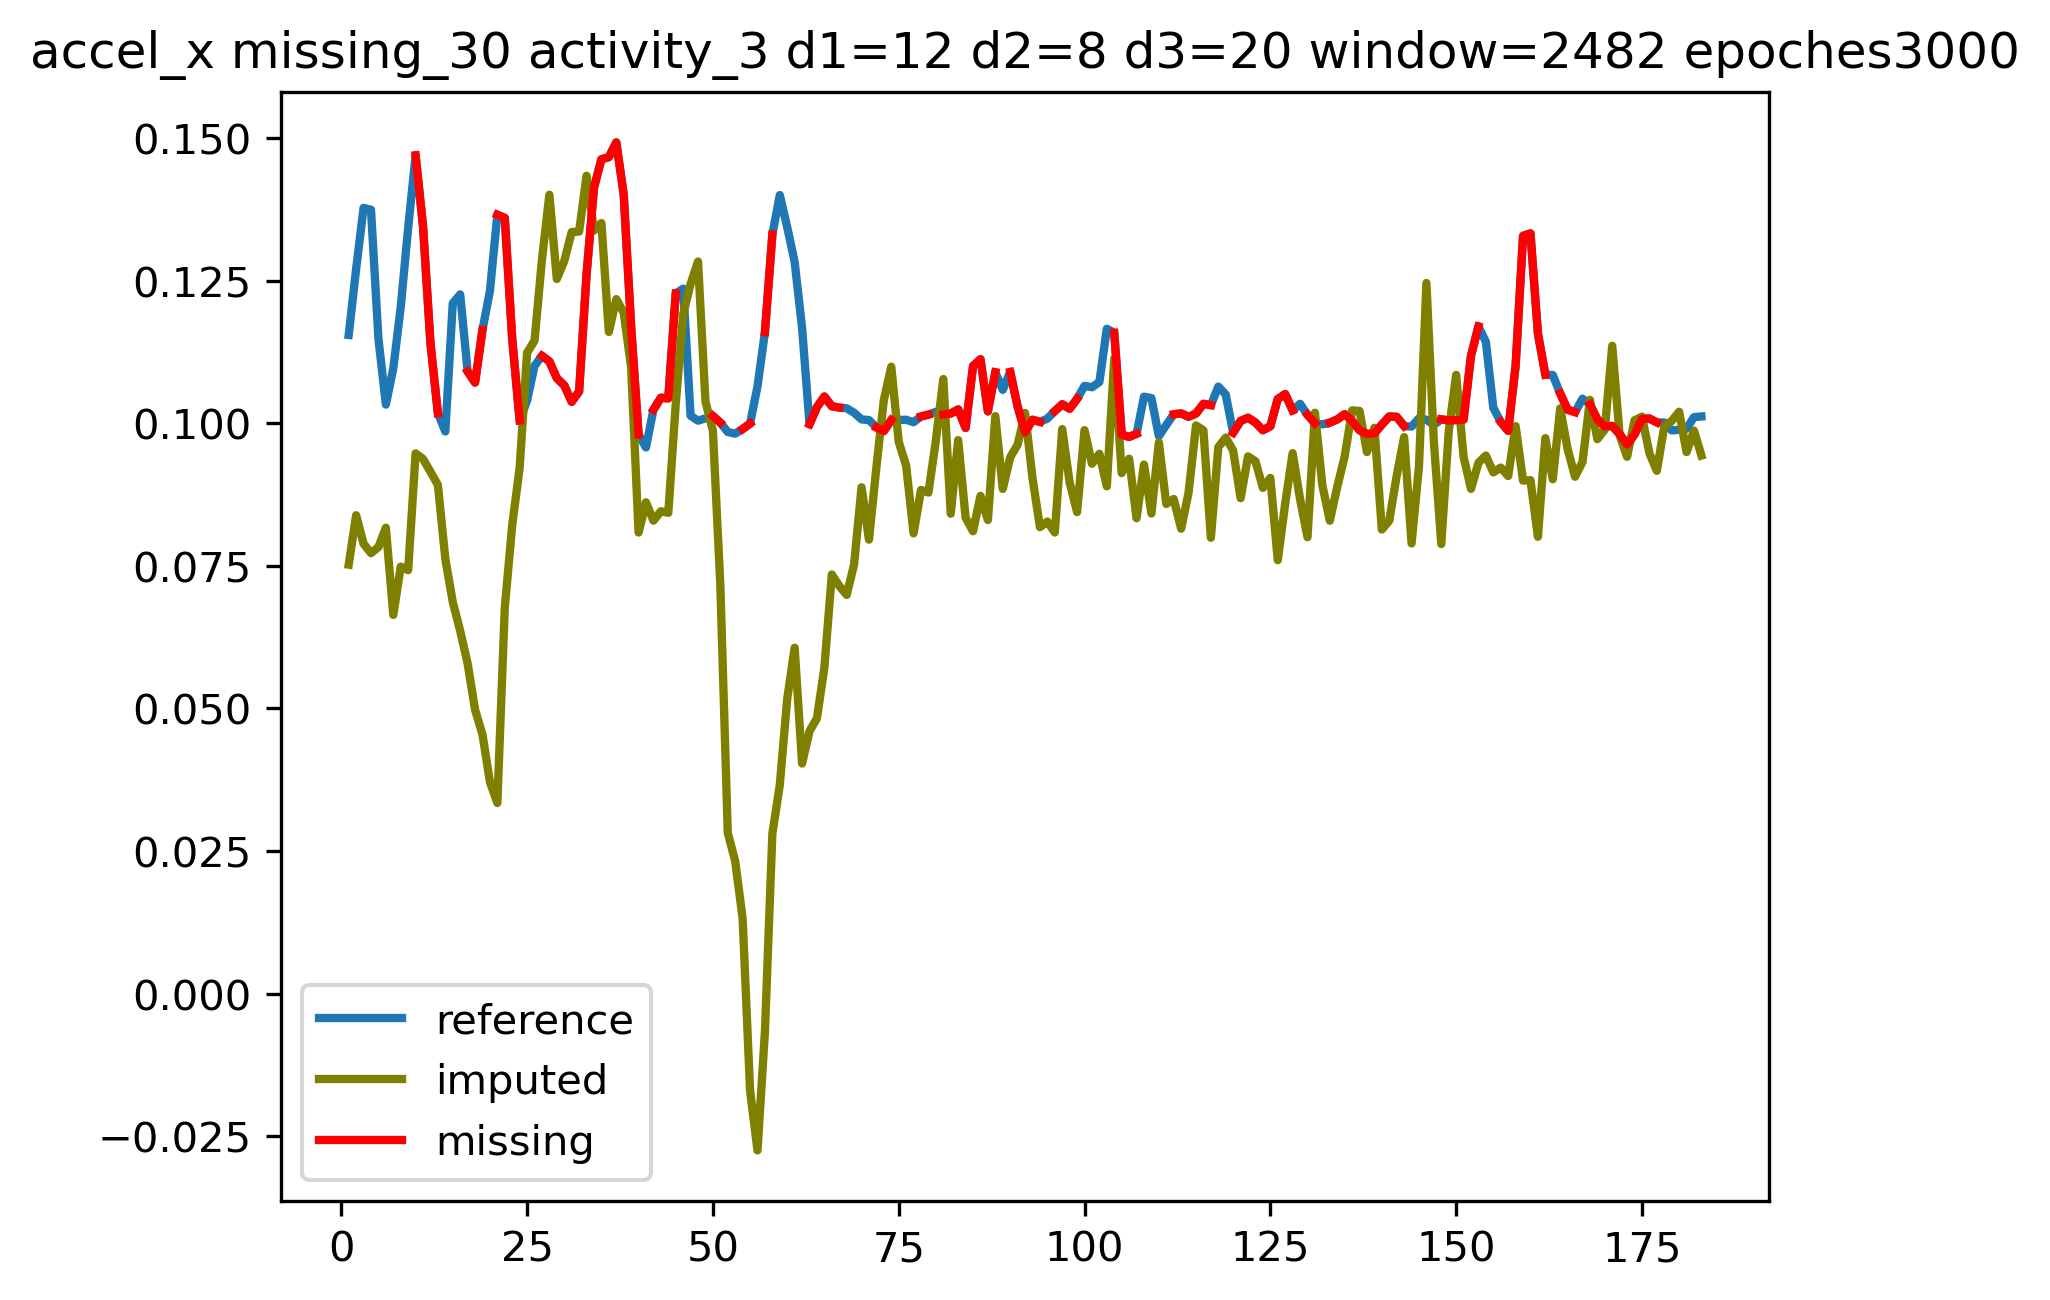 accel_x missing_30 activity_3 d1=12 d2=8 d3=20 window=2482 epoches3000
0.150
0.125
0.100
0.075
0.050
0.025
0.000
−0.025
reference
imputed
missing
0 25 50 75 100 125 150 175